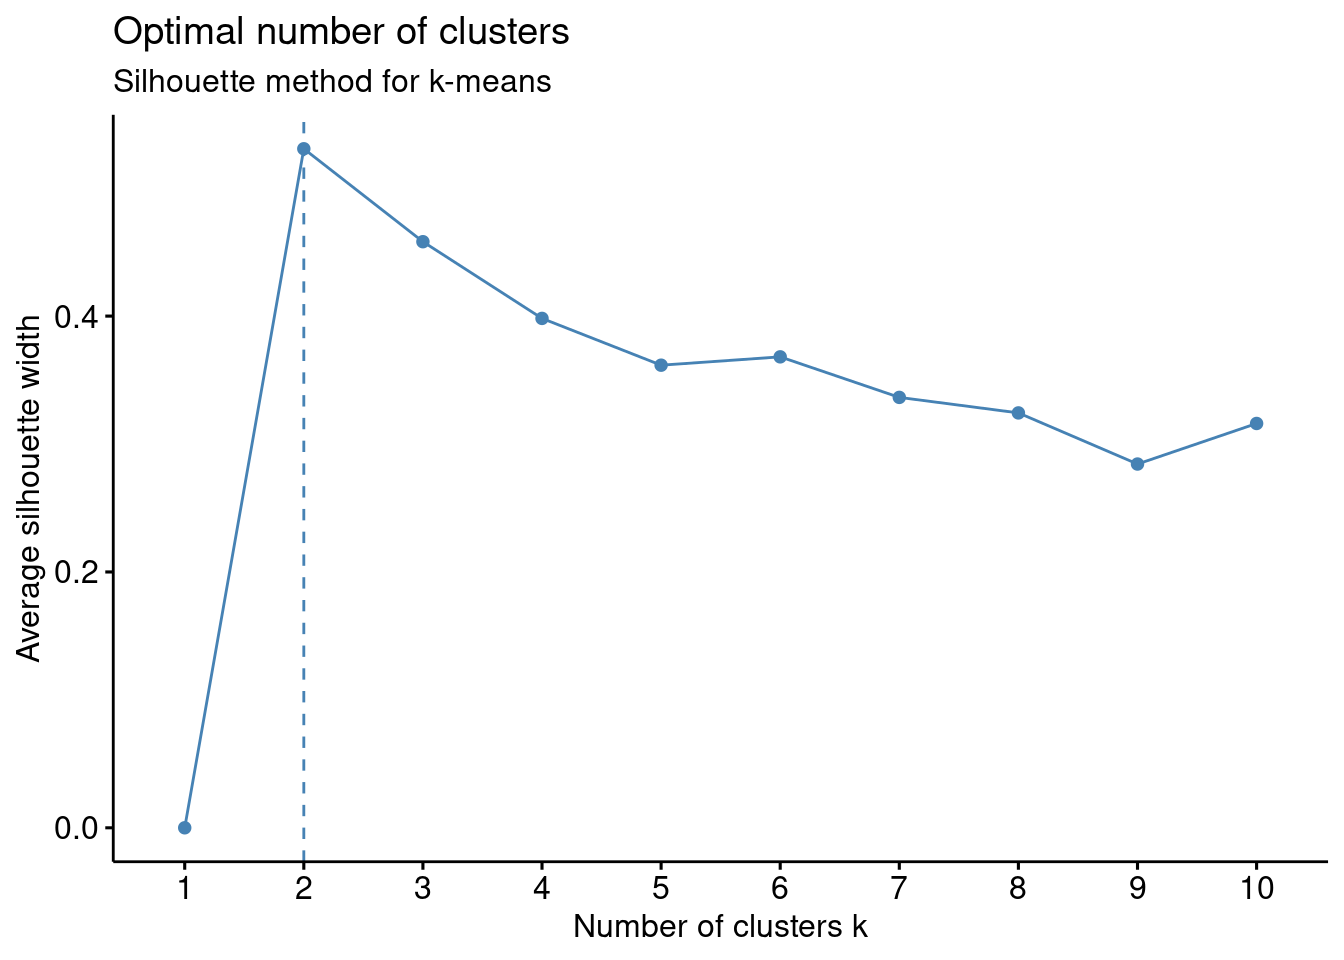 Optimal number of clusters
Silhouette method for k-means
Average silhouette width
0.4
0.2
0.0
1 2 3 4 5 6 7 8 9 10
Number of clusters k